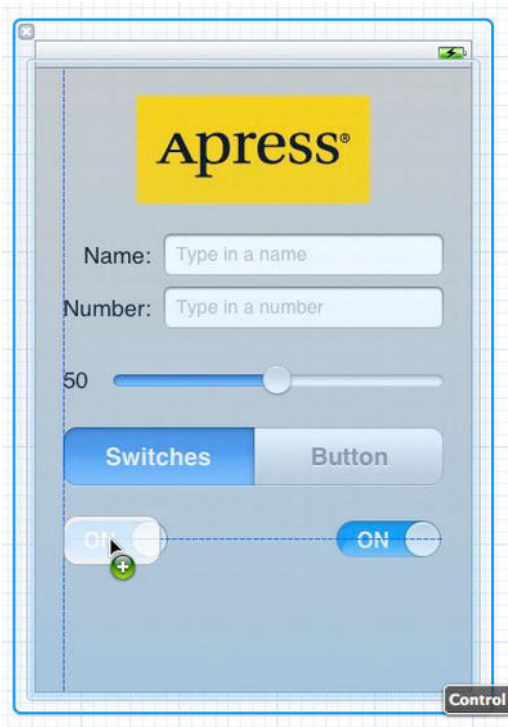 Apress®
Name: Type in a name
Number: Type in a number
50
Switches Button
ON ON
Control